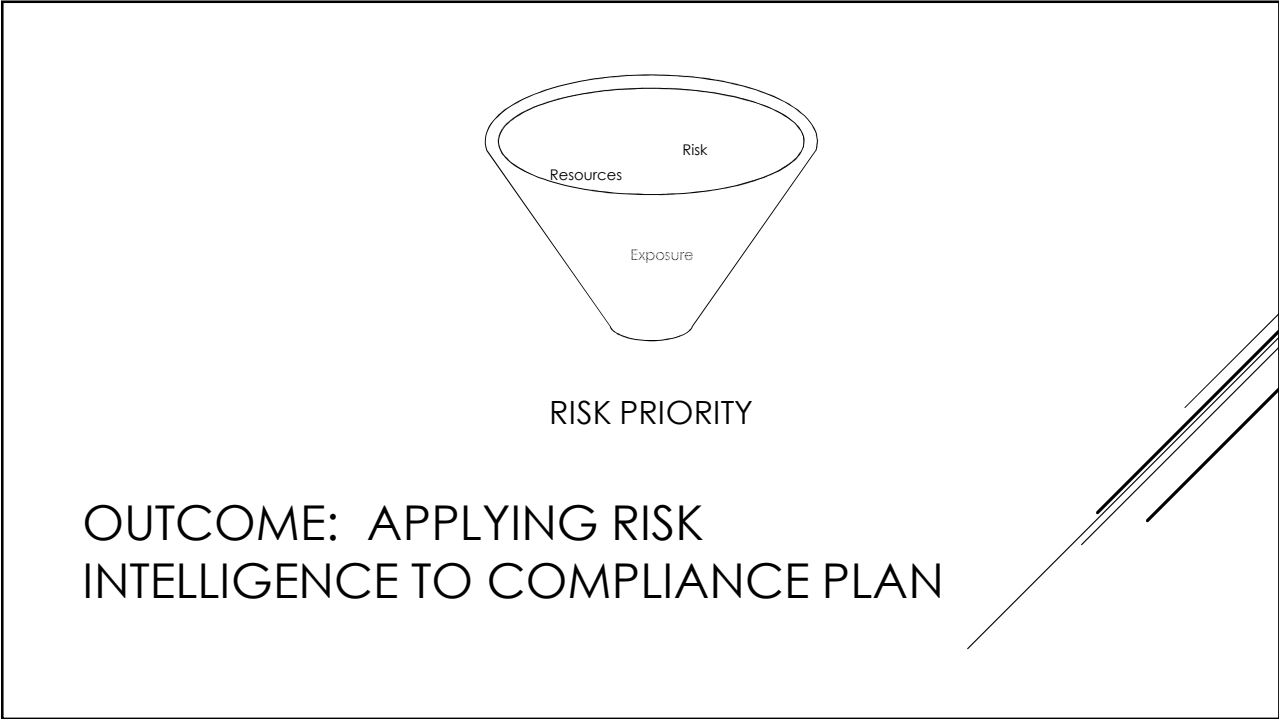 Risk
Resources
Exposure
RISK PRIORITY
OUTCOME:  APPLYING RISK
INTELLIGENCE TO COMPLIANCE PLAN